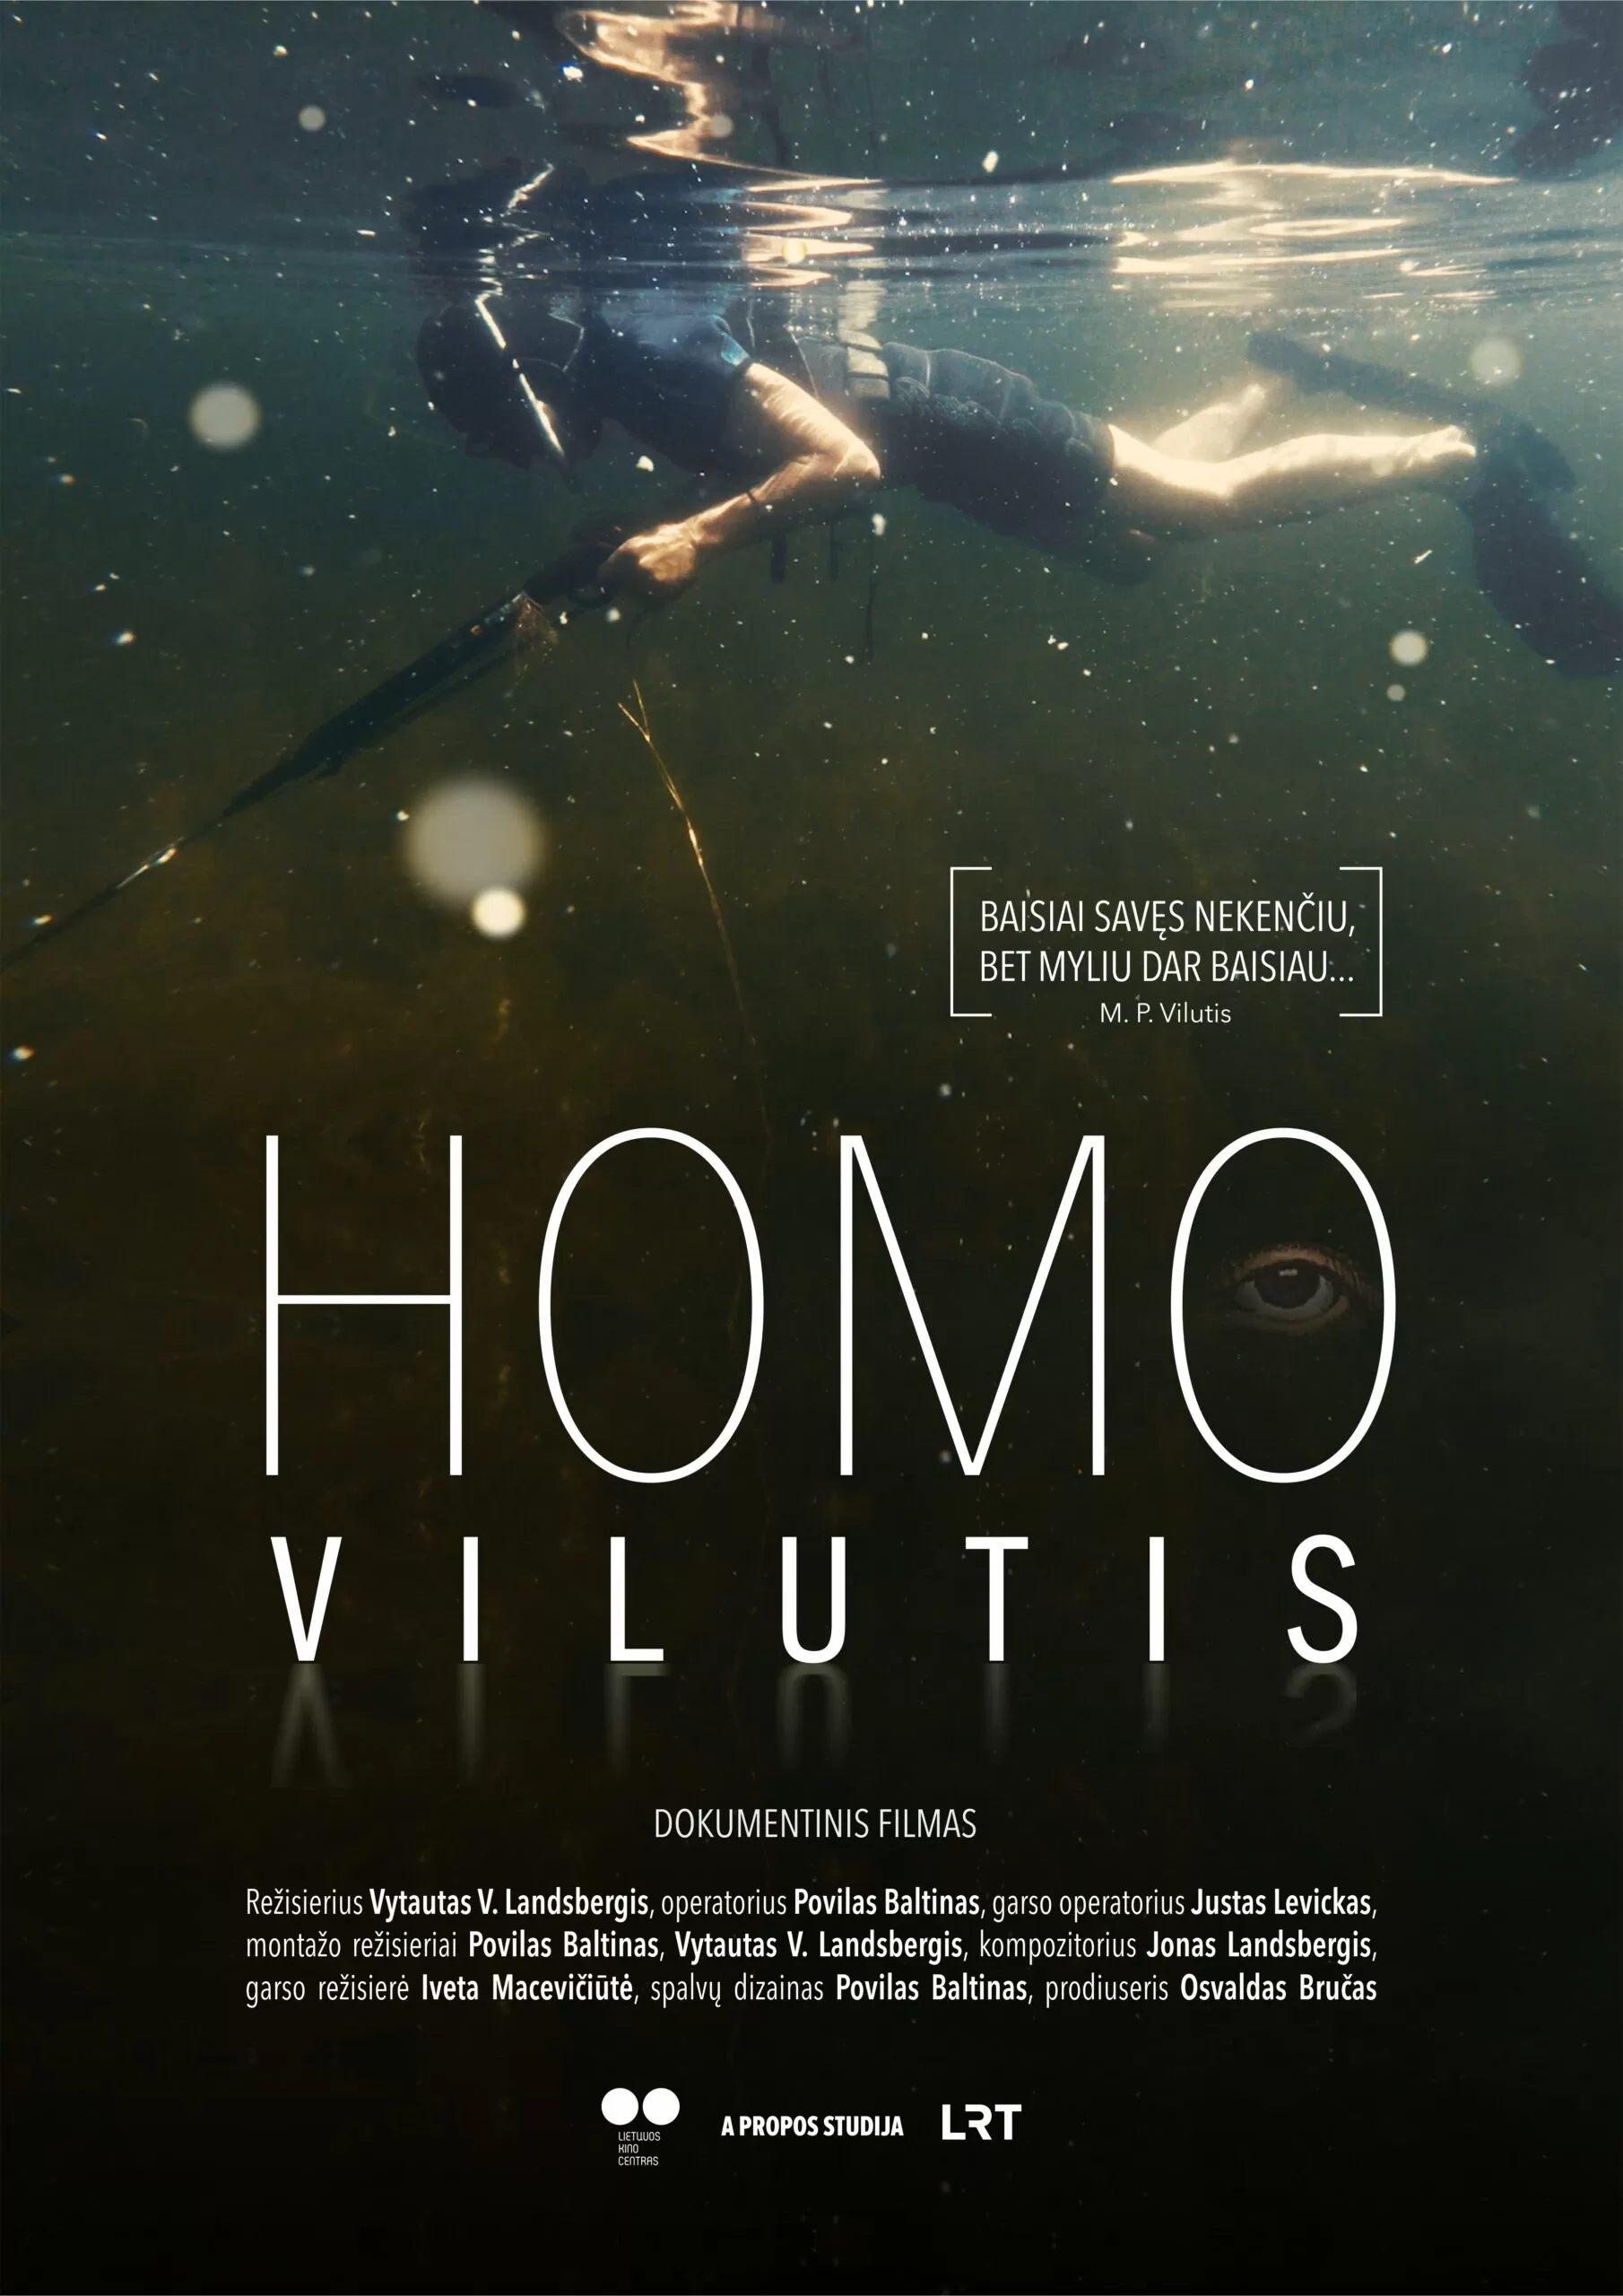 BAISIAI SAVĘS NEKENČIU,
BET MYLIU DAR BAISIAU...
M. P. Vilutis
HOMO
VILUTIS
DOKUMENTINIS FILMAS
Režisierius Vytautas V. Landsbergis, operatorius Povilas Baltinas, garso operatorius Justas Levickas,
montažo režisieriai Povilas Baltinas, Vytautas V. Landsbergis, kompozitorius Jonas Landsbergis,
garso režisierė Iveta Macevičiūtė, spalvų dizainas Povilas Baltinas, prodiuseris Osvaldas Bručas
LIETUVOS
KINO
CENTRAS
A PROPOS STUDIJA
LRT